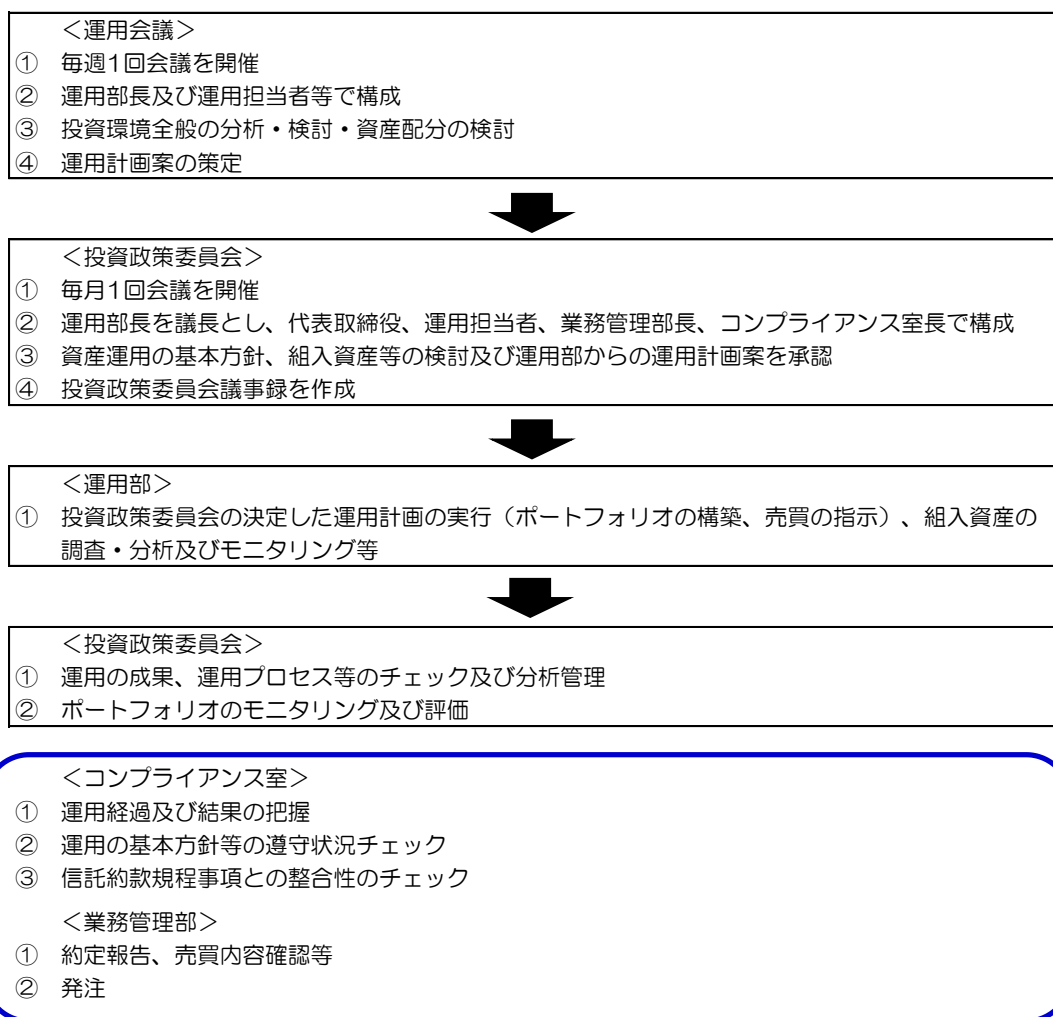 ＜運用会議＞
① 毎週1回会議を開催
② 運用部長及び運用担当者等で構成
③ 投資環境全般の分析・検討・資産配分の検討
④ 運用計画案の策定
＜投資政策委員会＞
① 毎月1回会議を開催
② 運用部長を議長とし、代表取締役、運用担当者、業務管理部長、コンプライアンス室長で構成
③ 資産運用の基本方針、組入資産等の検討及び運用部からの運用計画案を承認
④ 投資政策委員会議事録を作成
＜運用部＞
① 投資政策委員会の決定した運用計画の実行（ポートフォリオの構築、売買の指示）、組入資産の
調査・分析及びモニタリング等
＜投資政策委員会＞
① 運用の成果、運用プロセス等のチェック及び分析管理
② ポートフォリオのモニタリング及び評価
＜コンプライアンス室＞
① 運用経過及び結果の把握
② 運用の基本方針等の遵守状況チェック
③ 信託約款規程事項との整合性のチェック
＜業務管理部＞
① 約定報告、売買内容確認等
② 発注